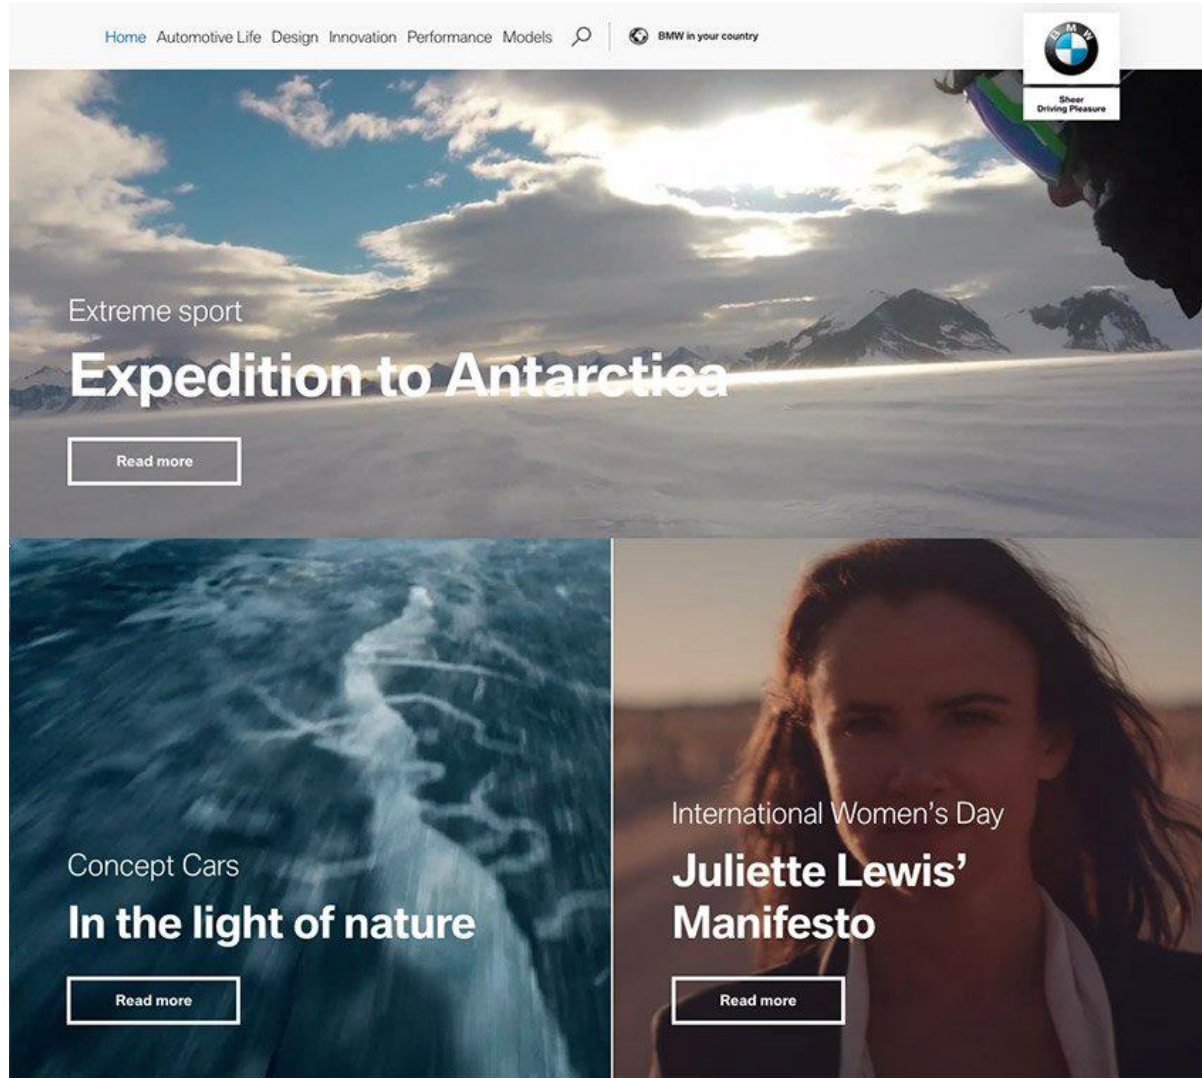 Home Automotive Life Design Innovation Performance Models BMW in your country
BMW
Sheer
Driving Pleasure
Extreme sport
Expedition to Antarctica
Read more
Concept Cars
In the light of nature
Read more
International Women's Day
Juliette Lewis'
Manifesto
Read more